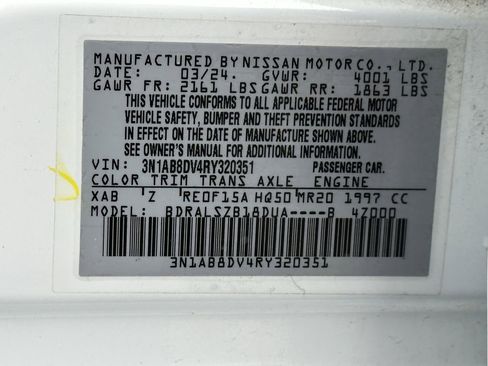 MANUFACTURED BY NISSAN MOTOR CO., LTD.
DATE: 03/24. GVWR: 4001 LBS
GAWR FR: 2161 LBS GAWR RR: 1863 LBS
THIS VEHICLE CONFORMS TO ALL APPLICABLE FEDERAL MOTOR
VEHICLE SAFETY, BUMPER AND THEFT PREVENTION STANDARDS
IN EFFECT ON THE DATE OF MANUFACTURE SHOWN ABOVE.
SEE OWNER'S MANUAL FOR ADDITIONAL INFORMATION.
VIN: 3N1AB8DV4RY320351 PASSENGER CAR.
COLOR TRIM TRANS AXLE ENGINE
XAB Z RE0F15A HQ50 MR20 1997 CC
MODEL: BDRALSZB18DUA----B 47000
3N1AB8DV4RY320351